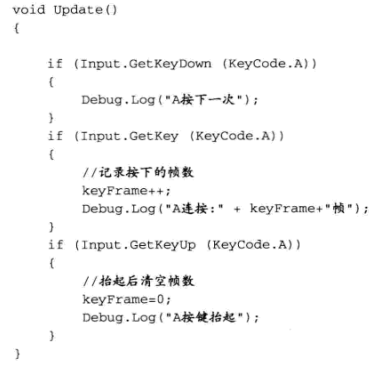 void Update()
{
if (Input.GetKeyDown (KeyCode.A))
{
Debug.Log("A按下一次");
}
if (Input.GetKey (KeyCode.A))
{
//记录按下的帧数
keyFrame++;
Debug.Log("A连接:" + keyFrame+"帧");
}
if (Input.GetKeyUp (KeyCode.A))
{
//抬起后清空帧数
keyFrame=0;
Debug.Log("A按键抬起");
}
}